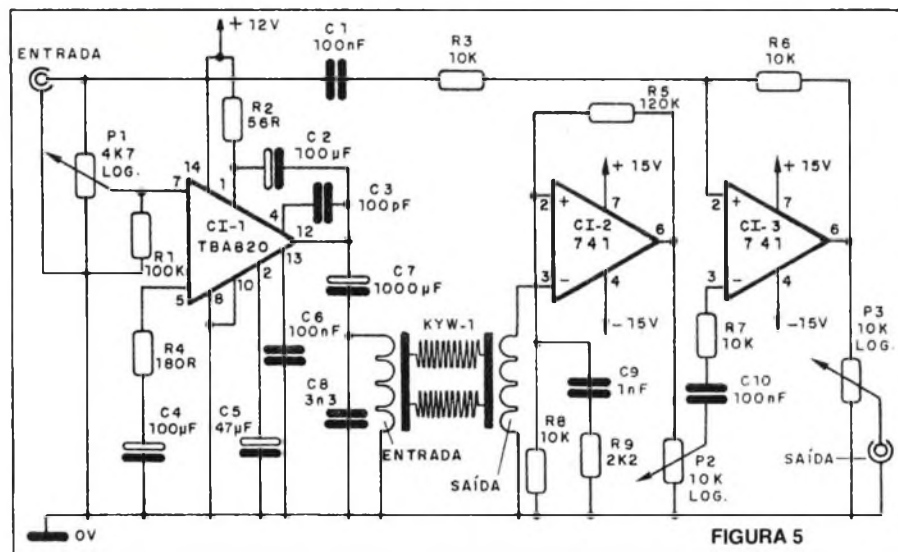 ENTRADA
+ 12V
C1
100nF
R3
10K
R6
10K
P1
4K7
LOG.
R2
56R
C2
100µF
C3
100pF
R5
120K
14
1
7
4
12
13
CI-1
TBA820
R1
100K
5
8
10
2
C7
1000µF
+ 15V
2
+
7
CI-2
741
6
3
-
4
-15V
+ 15V
2
+
7
CI-3
741
6
3
-
4
-15V
R4
180R
C6
100nF
KYW-1
C8
3n3
C9
1nF
R7
10K
C10
100nF
P3
10K
LOG.
C4
100µF
C5
47µF
ENTRADA
SAÍDA
R8
10K
R9
2K2
P2
10K
LOG.
SAÍDA
0V
FIGURA 5